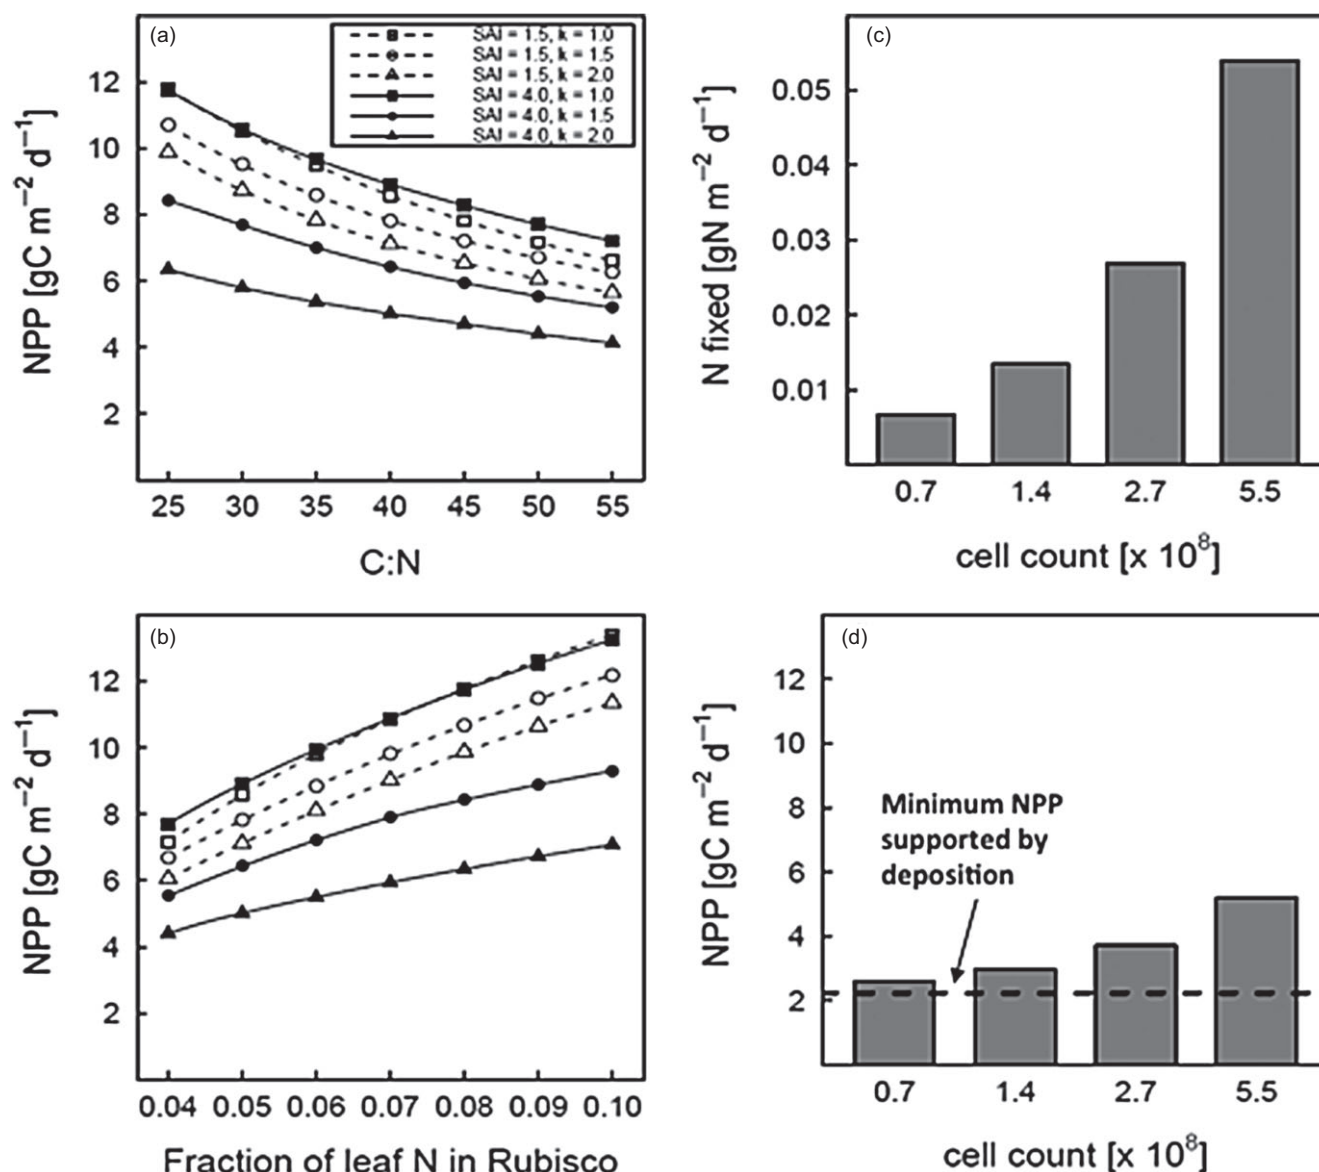 (a)
SAI = 1.5, k = 1.0
SAI = 1.5, k = 1.5
SAI = 1.5, k = 2.0
SAI = 4.0, k = 1.0
SAI = 4.0, k = 1.5
SAI = 4.0, k = 2.0
NPP [gC m⁻² d⁻¹]
12
10
8
6
4
2
25 30 35 40 45 50 55
C:N
(c)
N fixed [gN m⁻² d⁻¹]
0.05
0.04
0.03
0.02
0.01
0.7 1.4 2.7 5.5
cell count [x 10⁸]
(b)
NPP [gC m⁻² d⁻¹]
12
10
8
6
4
2
0.04 0.05 0.06 0.07 0.08 0.09 0.10
Fraction of leaf N in Rubisco
(d)
NPP [gC m⁻² d⁻¹]
12
10
8
6
4
2
Minimum NPP
supported by
deposition
0.7 1.4 2.7 5.5
cell count [x 10⁸]